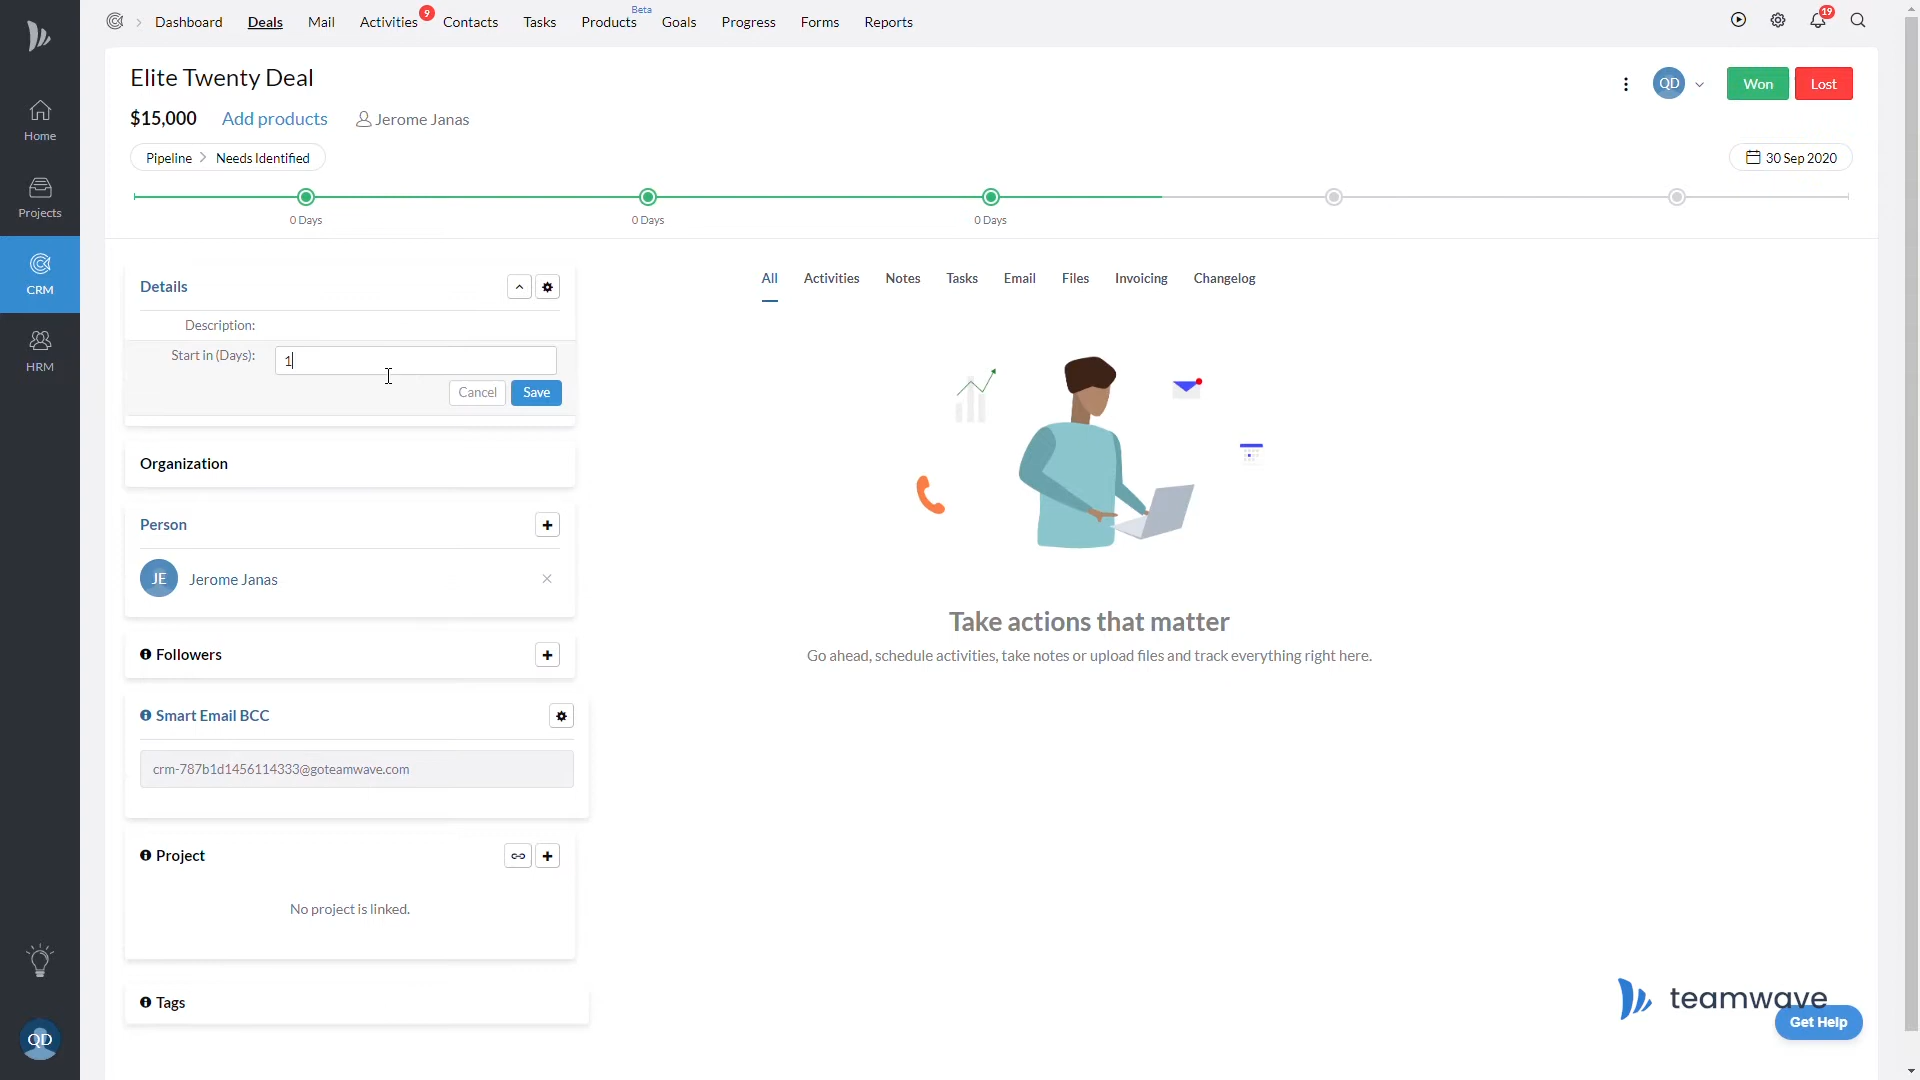 Dashboard Deals Mail Activities 9 Contacts Tasks Products Beta Goals Progress Forms Reports 19
Home
Projects
CRM
HRM
QD
Elite Twenty Deal
QD Won Lost
$15,000 Add products Jerome Janas
Pipeline > Needs Identified 30 Sep 2020
0 Days 0 Days 0 Days
Details
Description:
Start in (Days): 1
Cancel Save
Organization
Person
JE Jerome Janas
Followers
Smart Email BCC
crm-787b1d1456114333@goteamwave.com
Project
No project is linked.
Tags
All Activities Notes Tasks Email Files Invoicing Changelog
Take actions that matter
Go ahead, schedule activities, take notes or upload files and track everything right here.
teamwave
Get Help